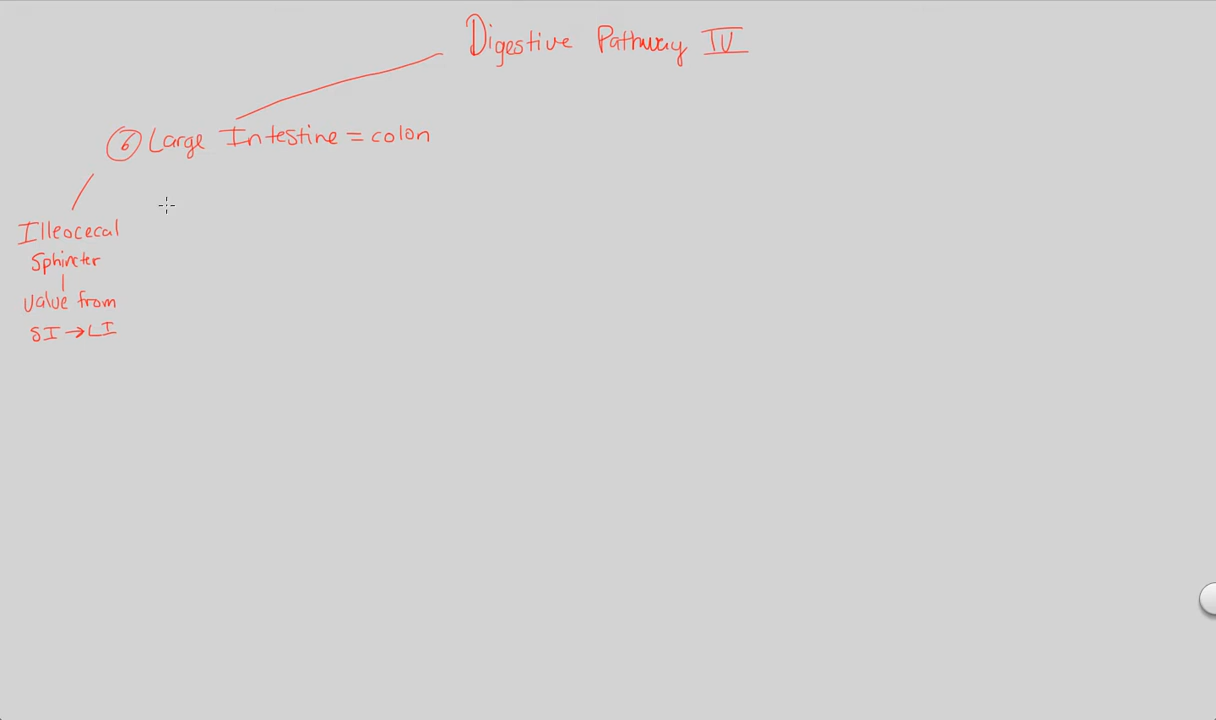 Digestive Pathway IV
6 Large Intestine = colon
Illeocecal
Sphincter
Valve from
SI → LI